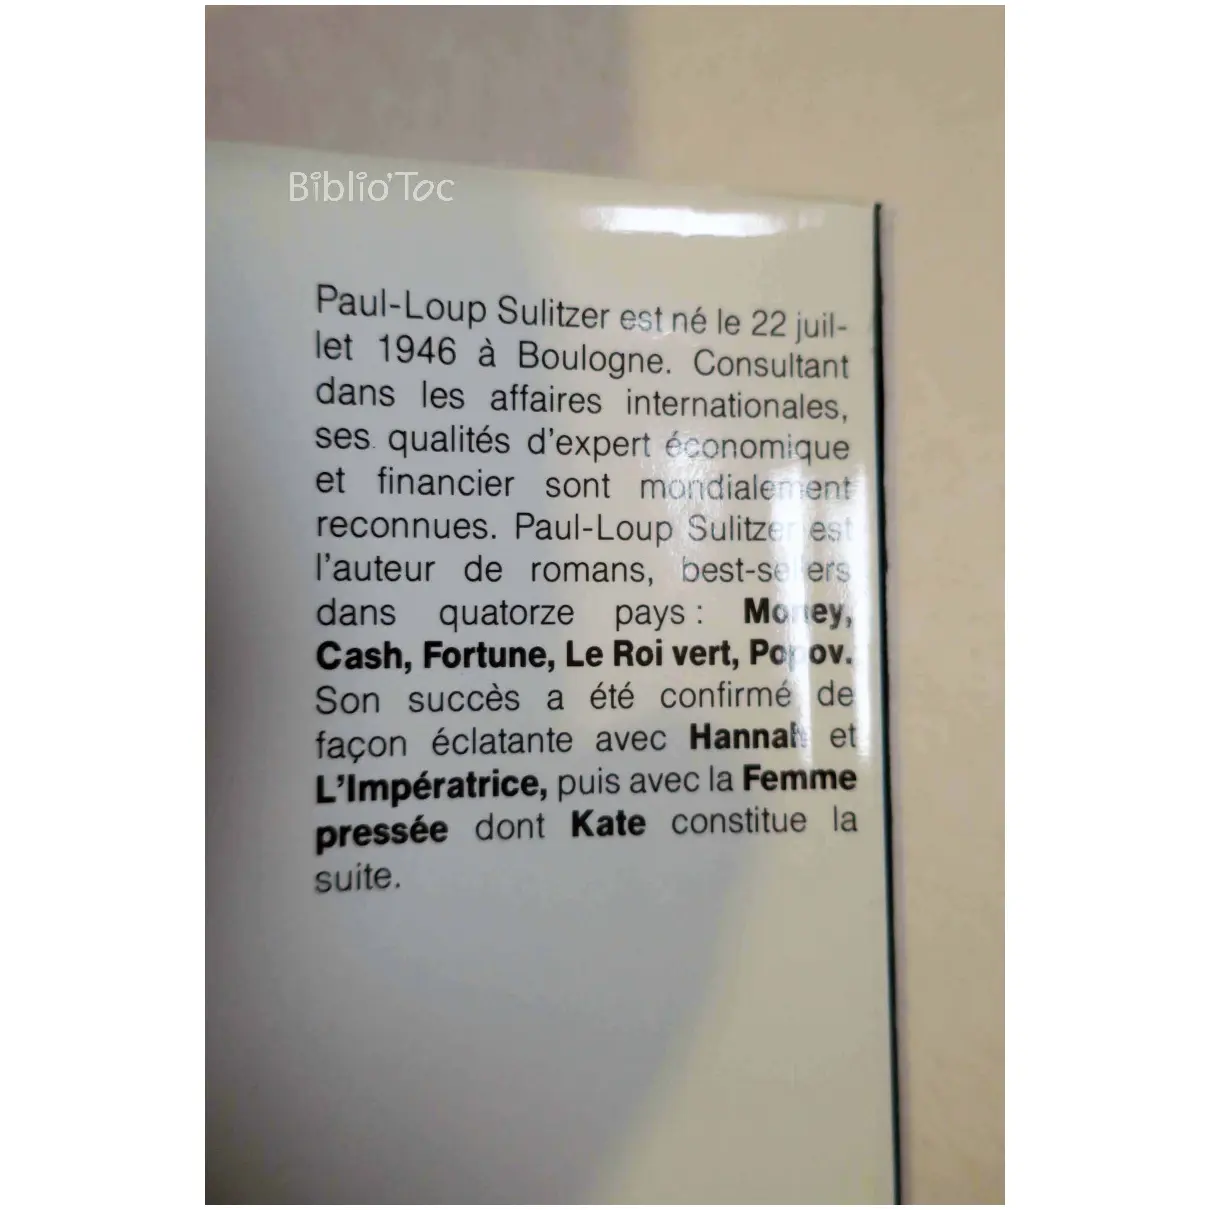 Biblio'Toc
Paul-Loup Sulitzer est né le 22 juil-
let 1946 à Boulogne. Consultant
dans les affaires internationales,
ses qualités d'expert économique
et financier sont mondialement
reconnues. Paul-Loup Sulitzer est
l'auteur de romans, best-sellers
dans quatorze pays : Money,
Cash, Fortune, Le Roi vert, Popov.
Son succès a été confirmé de
façon éclatante avec Hannah et
L'Impératrice, puis avec la Femme
pressée dont Kate constitue la
suite.